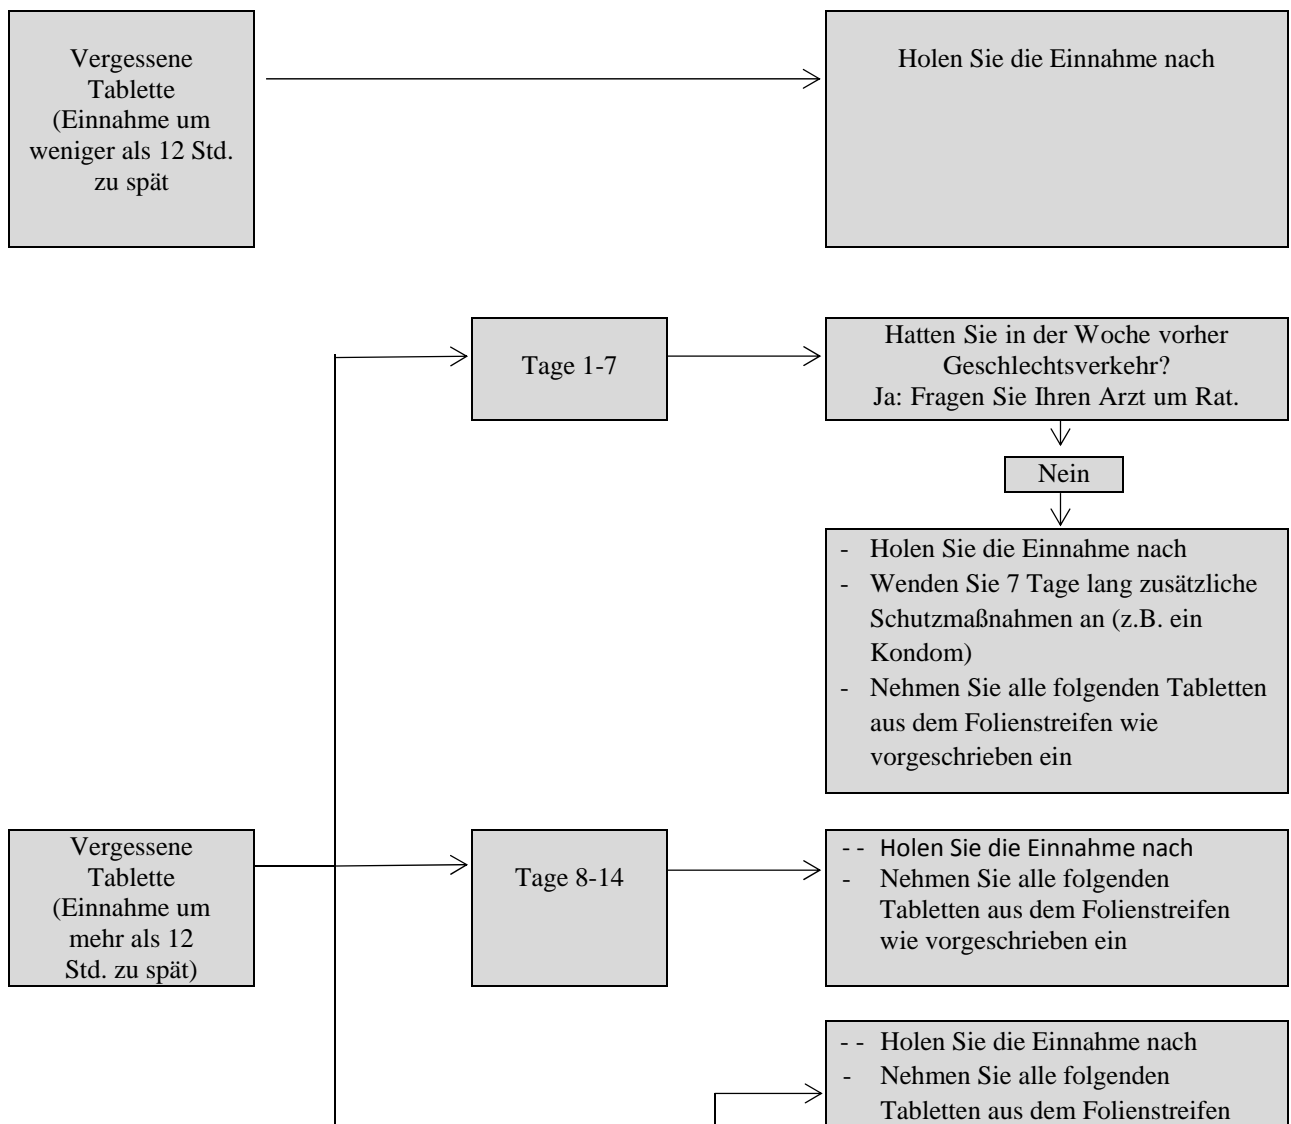 Vergessene
Tablette
(Einnahme um
weniger als 12 Std.
zu spät
Holen Sie die Einnahme nach
Tage 1-7
Hatten Sie in der Woche vorher
Geschlechtsverkehr?
Ja: Fragen Sie Ihren Arzt um Rat.
Nein
- Holen Sie die Einnahme nach
- Wenden Sie 7 Tage lang zusätzliche
Schutzmaßnahmen an (z.B. ein
Kondom)
- Nehmen Sie alle folgenden Tabletten
aus dem Folienstreifen wie
vorgeschrieben ein
Vergessene
Tablette
(Einnahme um
mehr als 12
Std. zu spät)
Tage 8-14
- - Holen Sie die Einnahme nach
- Nehmen Sie alle folgenden
Tabletten aus dem Folienstreifen
wie vorgeschrieben ein
- - Holen Sie die Einnahme nach
- Nehmen Sie alle folgenden
Tabletten aus dem Folienstreifen